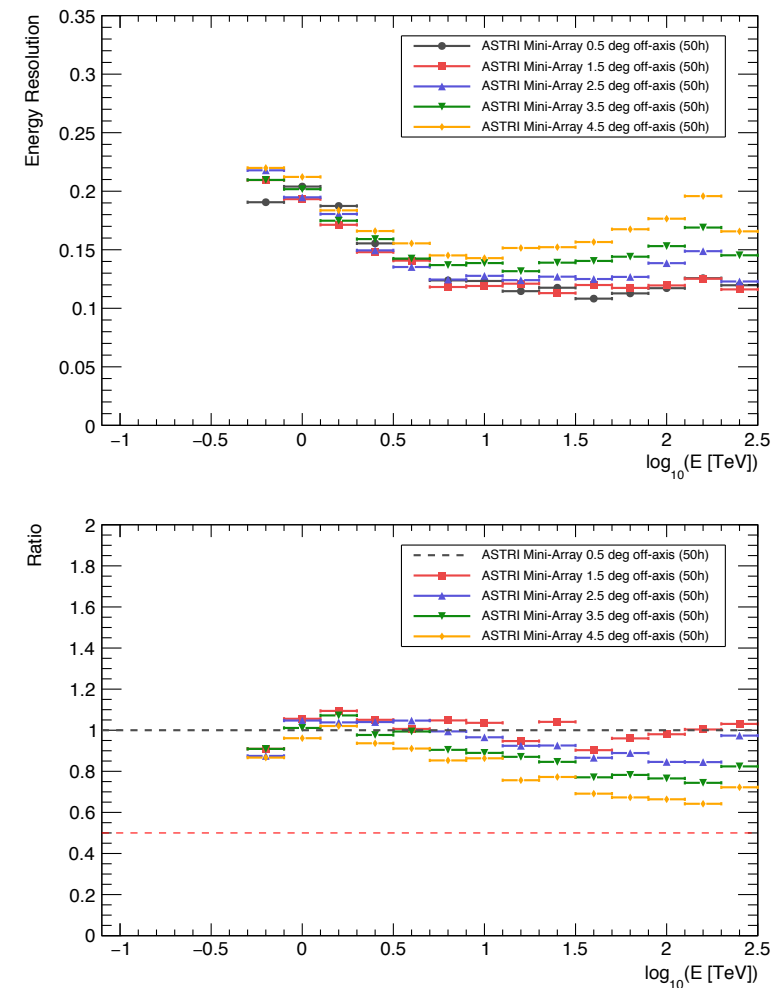 Energy Resolution
0.35
0.3
0.25
0.2
0.15
0.1
0.05
0
ASTRI Mini-Array 0.5 deg off-axis (50h)
ASTRI Mini-Array 1.5 deg off-axis (50h)
ASTRI Mini-Array 2.5 deg off-axis (50h)
ASTRI Mini-Array 3.5 deg off-axis (50h)
ASTRI Mini-Array 4.5 deg off-axis (50h)
−1 −0.5 0 0.5 1 1.5 2 2.5
log10(E [TeV])
Ratio
2
1.8
1.6
1.4
1.2
1
0.8
0.6
0.4
0.2
0
ASTRI Mini-Array 0.5 deg off-axis (50h)
ASTRI Mini-Array 1.5 deg off-axis (50h)
ASTRI Mini-Array 2.5 deg off-axis (50h)
ASTRI Mini-Array 3.5 deg off-axis (50h)
ASTRI Mini-Array 4.5 deg off-axis (50h)
−1 −0.5 0 0.5 1 1.5 2 2.5
log10(E [TeV])